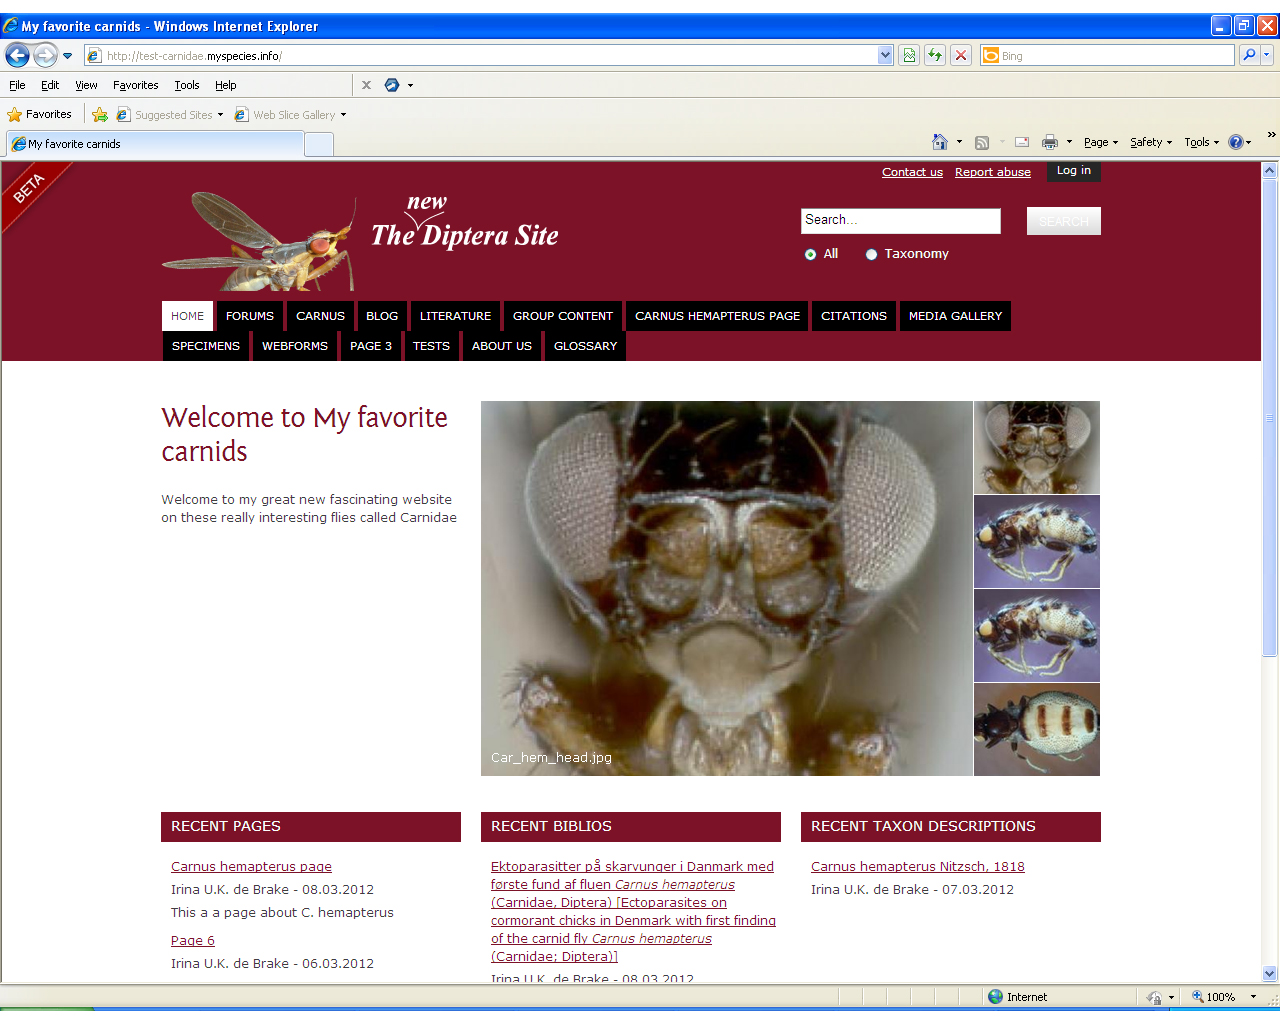 My favorite carnids - Windows Internet Explorer
http://test-carnidae.myspecies.info/
Bing
File Edit View Favorites Tools Help
Favorites Suggested Sites Web Slice Gallery
My favorite carnids
Page Safety Tools
BETA
Contact us Report abuse Log in
new
The Diptera Site
Search...
SEARCH
All Taxonomy
HOME FORUMS CARNUS BLOG LITERATURE GROUP CONTENT CARNUS HEMAPTERUS PAGE CITATIONS MEDIA GALLERY
SPECIMENS WEBFORMS PAGE 3 TESTS ABOUT US GLOSSARY
Welcome to My favorite
carnids
Welcome to my great new fascinating website
on these really interesting flies called Carnidae
Car_hem_head.jpg
RECENT PAGES
Carnus hemapterus page
Irina U.K. de Brake - 08.03.2012
This a a page about C. hemapterus
Page 6
Irina U.K. de Brake - 06.03.2012
RECENT BIBLIOS
Ektoparasitter på skarvunger i Danmark med
første fund af fluen Carnus hemapterus
(Carnidae, Diptera) [Ectoparasites on
cormorant chicks in Denmark with first finding
of the carnid fly Carnus hemapterus
(Carnidae; Diptera)]
Irina U.K. de Brake - 08.03.2012
RECENT TAXON DESCRIPTIONS
Carnus hemapterus Nitzsch, 1818
Irina U.K. de Brake - 07.03.2012
Internet
100%